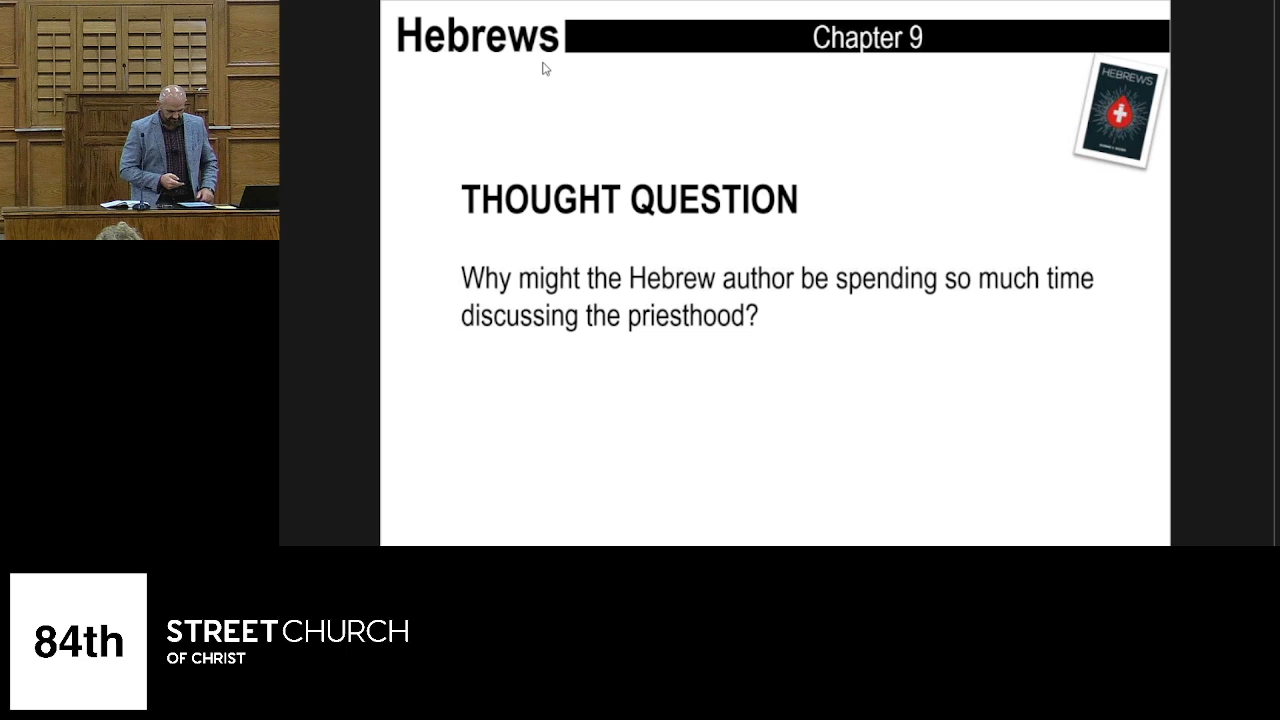 Hebrews
Chapter 9
HEBREWS
THOUGHT QUESTION
Why might the Hebrew author be spending so much time
discussing the priesthood?
84th
STREET CHURCH
OF CHRIST